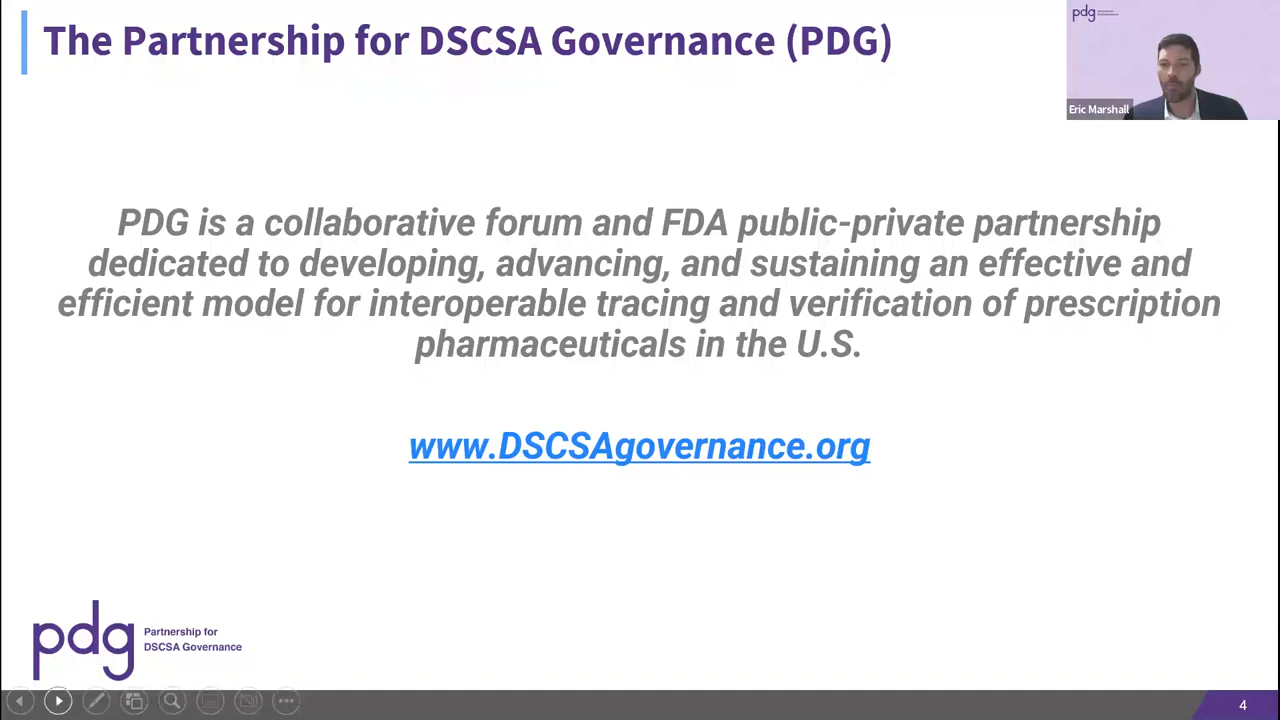 The Partnership for DSCSA Governance (PDG)
pdg
Eric Marshall
PDG is a collaborative forum and FDA public-private partnership
dedicated to developing, advancing, and sustaining an effective and
efficient model for interoperable tracing and verification of prescription
pharmaceuticals in the U.S.
www.DSCSAgovernance.org
pdg
Partnership for
DSCSA Governance
4